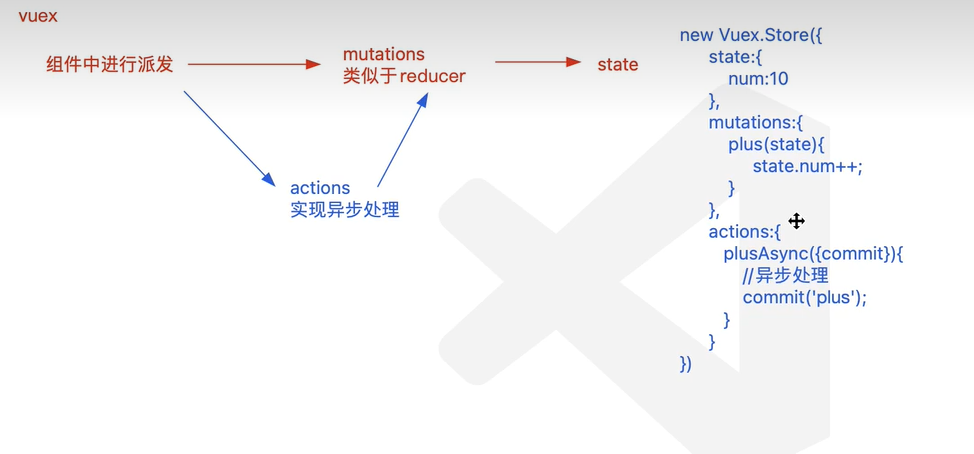 vuex
组件中进行派发
mutations
类似于reducer
state
actions
实现异步处理
new Vuex.Store({
state:{
num:10
},
mutations:{
plus(state){
state.num++;
}
},
actions:{
plusAsync({commit}){
//异步处理
commit('plus');
}
}
})